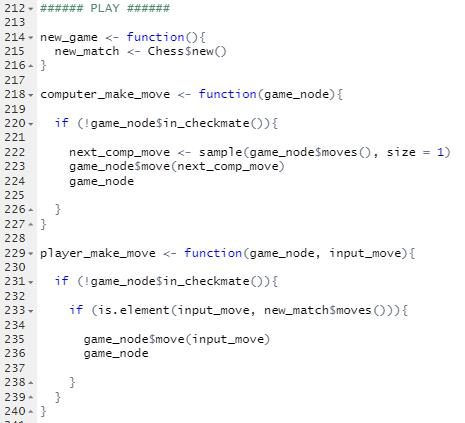 212 ###### PLAY ######
213
214 new_game <- function(){
215   new_match <- Chess$new()
216 }
217
218 computer_make_move <- function(game_node){
219
220   if (!game_node$in_checkmate()){
221
222     next_comp_move <- sample(game_node$moves(), size = 1)
223     game_node$move(next_comp_move)
224     game_node
225
226   }
227 }
228
229 player_make_move <- function(game_node, input_move){
230
231   if (!game_node$in_checkmate()){
232
233     if (is.element(input_move, new_match$moves())){
234
235       game_node$move(input_move)
236       game_node
237
238     }
239   }
240 }